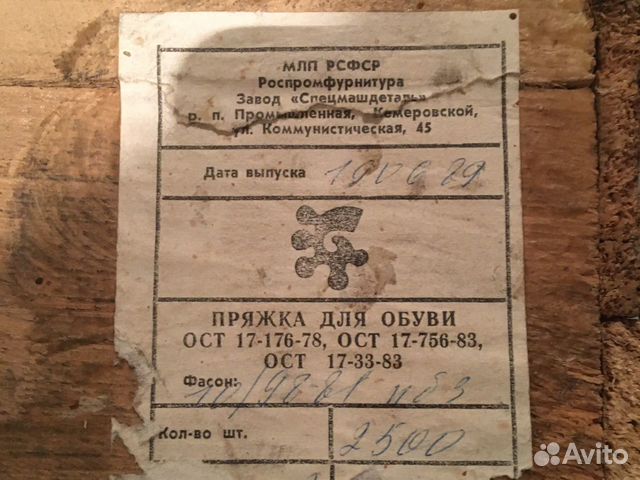 МЛП РСФСР
Роспромфурнитура
Завод «Спецмашдеталь»
р. п. Промышленная, Кемеровской,
ул. Коммунистическая, 45
Дата выпуска
ПРЯЖКА ДЛЯ ОБУВИ
ОСТ 17-176-78, ОСТ 17-756-83,
ОСТ 17-33-83
Фасон:
Кол-во шт. 2500
Avito